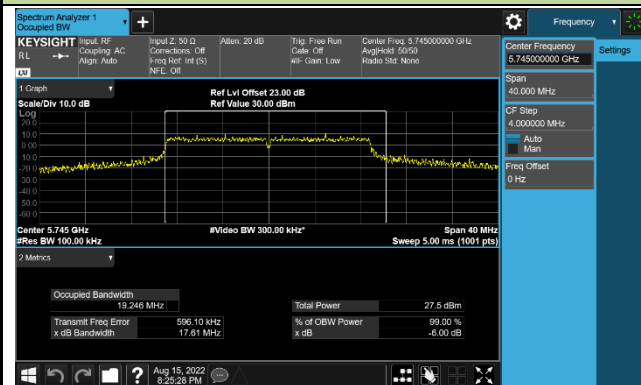 Spectrum Analyzer 1
Occupied BW
Frequency
KEYSIGHT
RL
LXI
Input: RF
Coupling: AC
Align: Auto
Input Z: 50 Ω
Corrections: Off
Freq Ref: Int (S)
NFE: Off
Atten: 20 dB
Trig: Free Run
Gate: Off
#IF Gain: Low
Center Freq: 5.745000000 GHz
Avg|Hold: 50/50
Radio Std: None
Center Frequency
5.745000000 GHz
Settings
Span
40.000 MHz
CF Step
4.000000 MHz
Auto
Man
Freq Offset
0 Hz
1 Graph
Scale/Div 10.0 dB
Ref Lvl Offset 23.00 dB
Ref Value 30.00 dBm
Log
20.0
10.0
0.00
-10.0
-20.0
-30.0
-40.0
-50.0
-60.0
Center 5.745 GHz
#Res BW 100.00 kHz
#Video BW 300.00 kHz*
Span 40 MHz
Sweep 5.00 ms (1001 pts)
2 Metrics
Occupied Bandwidth
19.246 MHz
Total Power 27.5 dBm
Transmit Freq Error 596.10 kHz
% of OBW Power 99.00 %
x dB Bandwidth 17.61 MHz
x dB -6.00 dB
Aug 15, 2022
8:25:28 PM